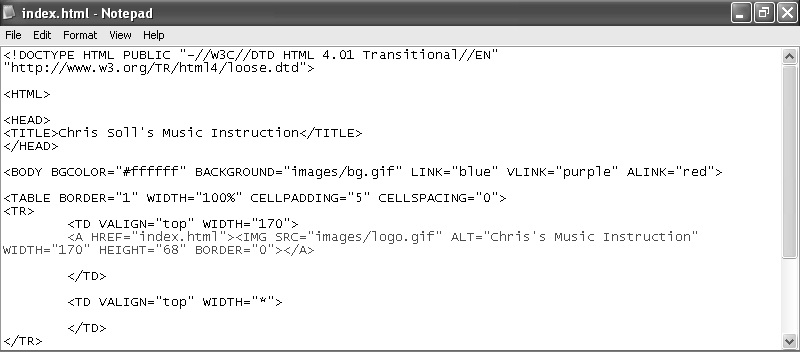 index.html - Notepad
File Edit Format View Help
<!DOCTYPE HTML PUBLIC "-//W3C//DTD HTML 4.01 Transitional//EN"
"http://www.w3.org/TR/html4/loose.dtd">
<HTML>
<HEAD>
<TITLE>Chris Soll's Music Instruction</TITLE>
</HEAD>
<BODY BGCOLOR="#ffffff" BACKGROUND="images/bg.gif" LINK="blue" VLINK="purple" ALINK="red">
<TABLE BORDER="1" WIDTH="100%" CELLPADDING="5" CELLSPACING="0">
<TR>
<TD VALIGN="top" WIDTH="170">
<A HREF="index.html"><IMG SRC="images/logo.gif" ALT="Chris's Music Instruction"
WIDTH="170" HEIGHT="68" BORDER="0"></A>
</TD>
<TD VALIGN="top" WIDTH="*">
</TD>
</TR>